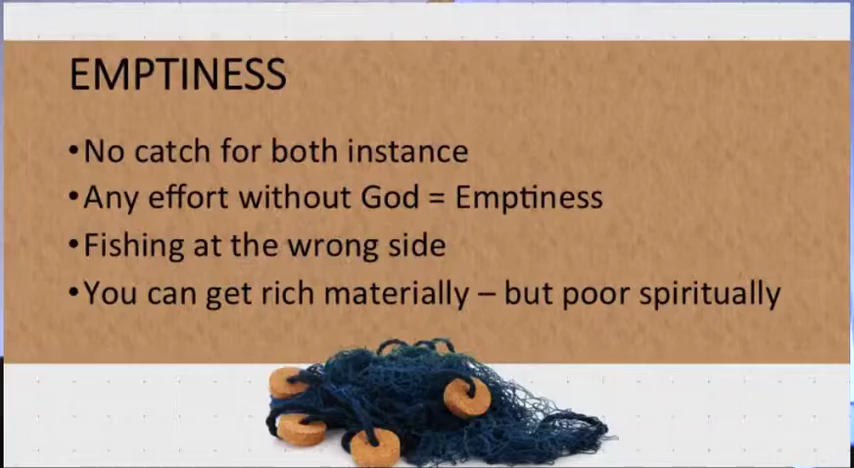 EMPTINESS
•No catch for both instance
•Any effort without God = Emptiness
•Fishing at the wrong side
•You can get rich materially – but poor spiritually